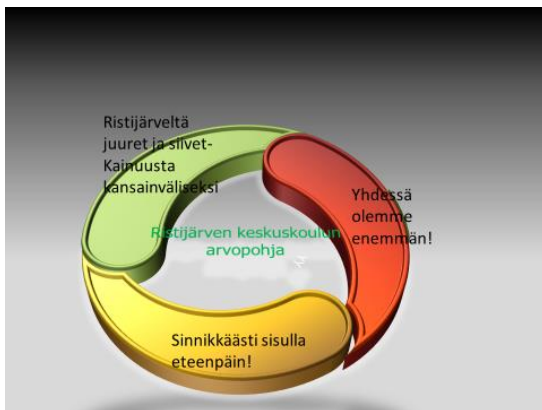 Ristijärveltä
juuret ja siivet-
Kainuusta
kansainväliseksi
Yhdessä
olemme
enemmän!
Ristijärven keskuskoulun
arvopohja
Sinnikkäästi sisulla
eteenpäin!